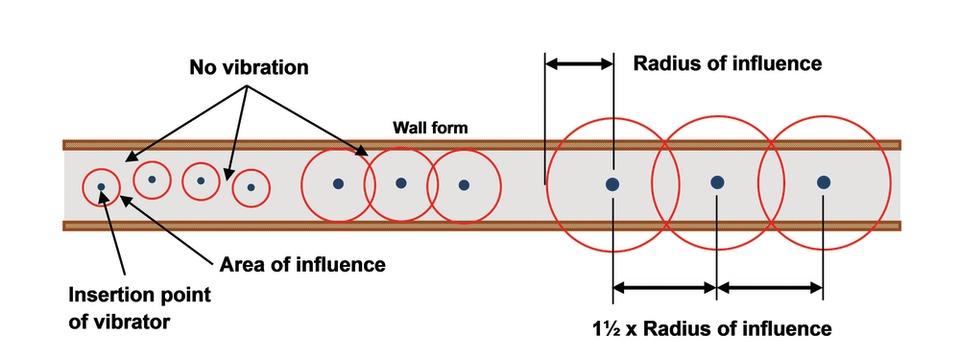 No vibration
Radius of influence
Wall form
Area of influence
Insertion point
of vibrator
1½ x Radius of influence